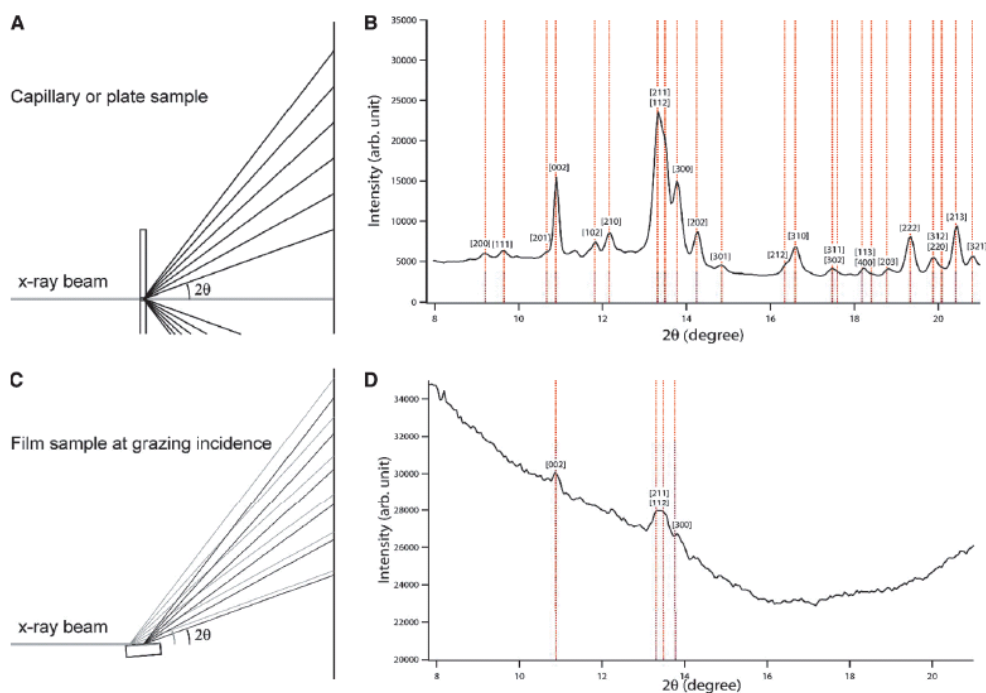 A
Capillary or plate sample
x-ray beam
2θ
B
35000
30000
25000
20000
15000
10000
5000
0
Intensity (arb. unit)
[200]
[111]
[201]
[002]
[102]
[210]
[211]
[112]
[300]
[202]
[301]
[212]
[310]
[311]
[302]
[113]
[400]
[203]
[222]
[312]
[220]
[213]
[321]
8 10 12 14 16 18 20
2θ (degree)
C
Film sample at grazing incidence
x-ray beam
2θ
D
34000
32000
30000
28000
26000
24000
22000
20000
Intensity (arb. unit)
[002]
[211]
[112]
[300]
8 10 12 14 16 18 20
2θ (degree)